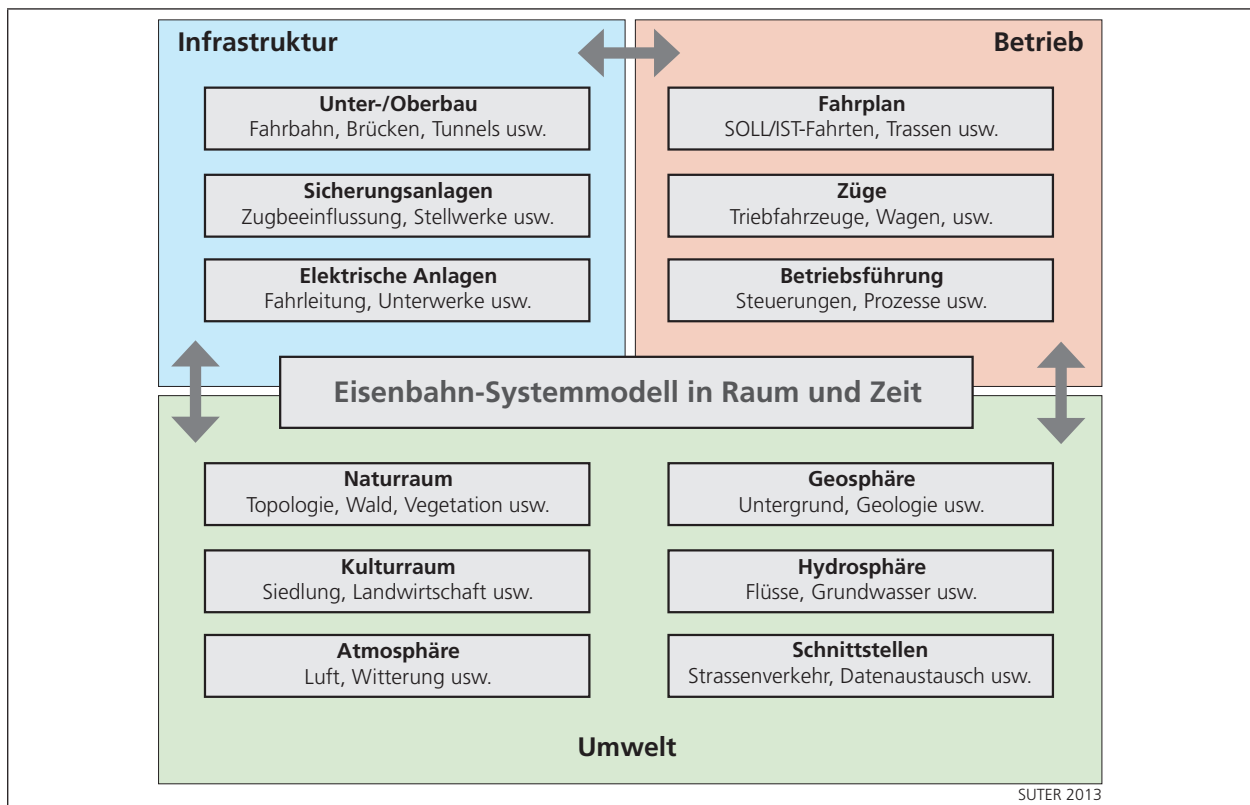 Infrastruktur
Unter-/Oberbau
Fahrbahn, Brücken, Tunnels usw.
Sicherungsanlagen
Zugbeeinflussung, Stellwerke usw.
Elektrische Anlagen
Fahrleitung, Unterwerke usw.
Betrieb
Fahrplan
SOLL/IST-Fahrten, Trassen usw.
Züge
Triebfahrzeuge, Wagen, usw.
Betriebsführung
Steuerungen, Prozesse usw.
Eisenbahn-Systemmodell in Raum und Zeit
Naturraum
Topologie, Wald, Vegetation usw.
Kulturraum
Siedlung, Landwirtschaft usw.
Atmosphäre
Luft, Witterung usw.
Geosphäre
Untergrund, Geologie usw.
Hydrosphäre
Flüsse, Grundwasser usw.
Schnittstellen
Strassenverkehr, Datenaustausch usw.
Umwelt
SUTER 2013